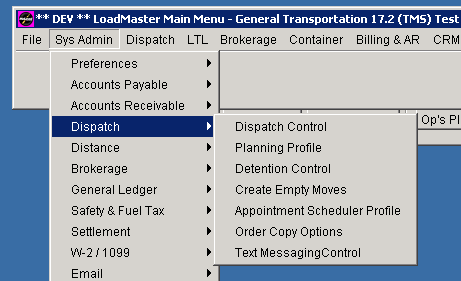 ** DEV ** LoadMaster Main Menu - General Transportation 17.2 (TMS) Test
File Sys Admin Dispatch LTL Brokerage Container Billing & AR CRM
Preferences
Accounts Payable
Accounts Receivable
Dispatch
Distance
Brokerage
General Ledger
Safety & Fuel Tax
Settlement
W-2 / 1099
Email
Dispatch Control
Planning Profile
Detention Control
Create Empty Moves
Appointment Scheduler Profile
Order Copy Options
Text MessagingControl
Op's Pl